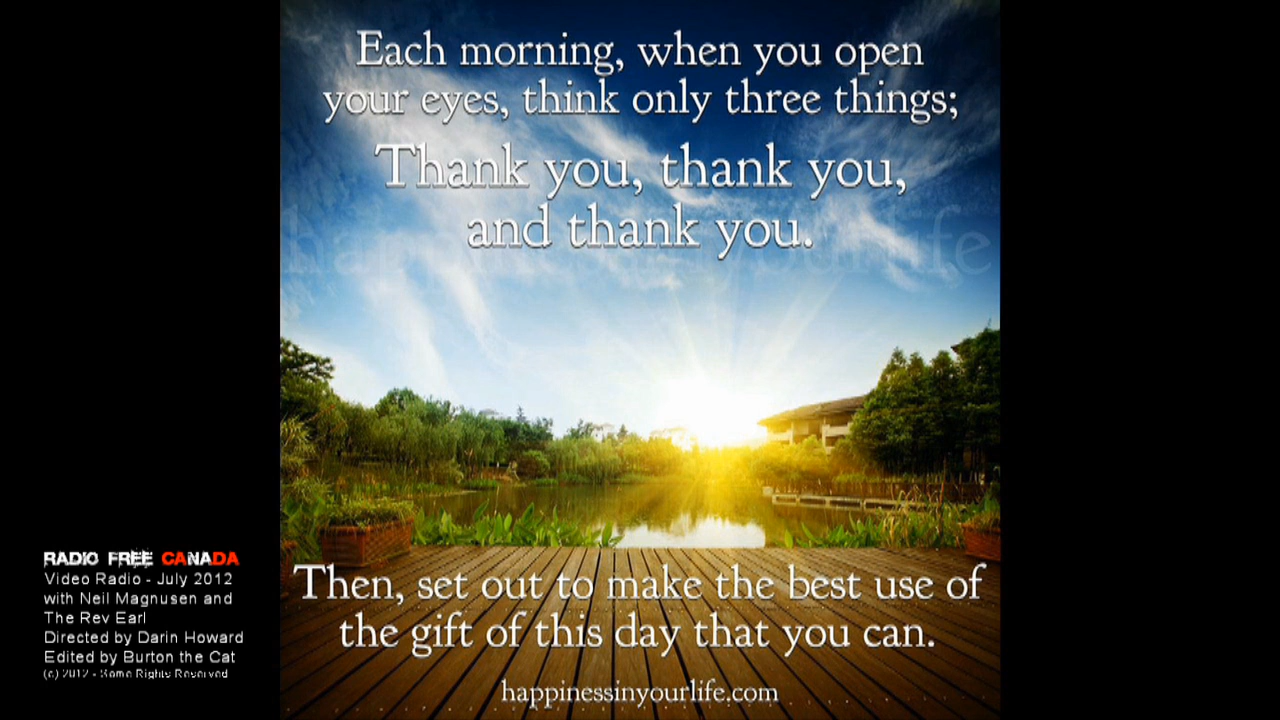 Each morning, when you open
your eyes, think only three things;
Thank you, thank you,
and thank you.
happinessinyourlife
Then, set out to make the best use of
the gift of this day that you can.
happinessinyourlife.com
RADIO FREE CANADA
Video Radio - July 2012
with Neil Magnusen and
The Rev Earl
Directed by Darin Howard
Edited by Burton the Cat
(c) 2012 - Some Rights Reserved